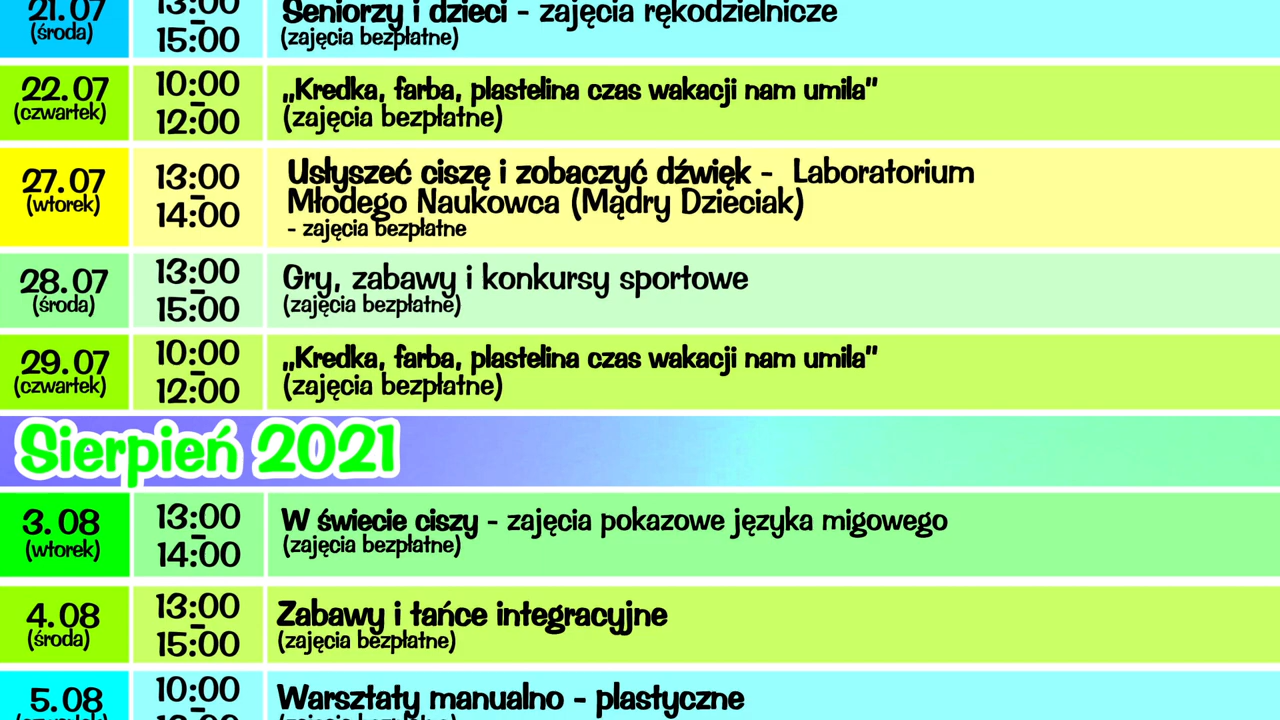 21.07
(środa)
13:00
-
15:00
Seniorzy i dzieci - zajęcia rękodzielnicze
(zajęcia bezpłatne)
22.07
(czwartek)
10:00
-
12:00
„Kredka, farba, plastelina czas wakacji nam umila”
(zajęcia bezpłatne)
27.07
(wtorek)
13:00
-
14:00
Usłyszeć ciszę i zobaczyć dźwięk - Laboratorium
Młodego Naukowca (Mądry Dzieciak)
- zajęcia bezpłatne
28.07
(środa)
13:00
-
15:00
Gry, zabawy i konkursy sportowe
(zajęcia bezpłatne)
29.07
(czwartek)
10:00
-
12:00
„Kredka, farba, plastelina czas wakacji nam umila”
(zajęcia bezpłatne)
Sierpień 2021
3.08
(wtorek)
13:00
-
14:00
W świecie ciszy - zajęcia pokazowe języka migowego
(zajęcia bezpłatne)
4.08
(środa)
13:00
-
15:00
Zabawy i tańce integracyjne
(zajęcia bezpłatne)
5.08
10:00
-
Warsztaty manualno - plastyczne